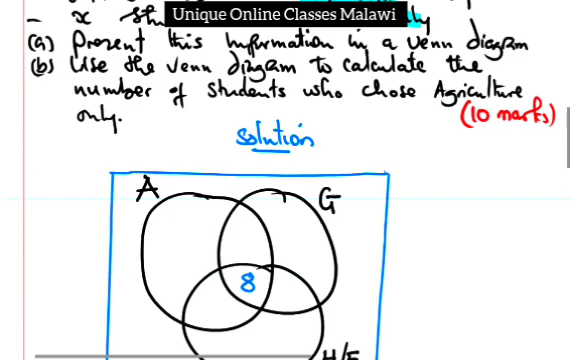 - x
Unique Online Classes Malawi
(a) Present this information in a Venn diagram
(b) Use the venn diagram to calculate the
number of students who chose Agriculture
only.
(10 marks)
Solution
A
G
8
H/E